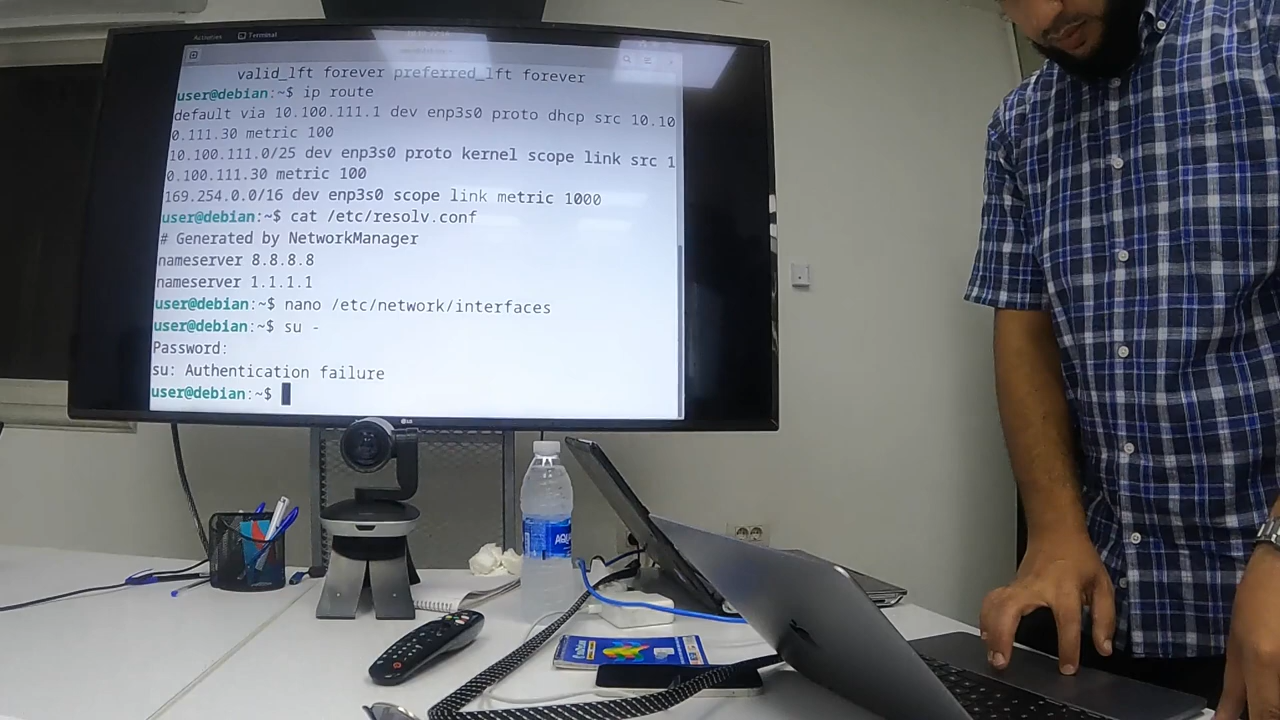 Activities Terminal
valid_lft forever preferred_lft forever
user@debian:~$ ip route
default via 10.100.111.1 dev enp3s0 proto dhcp src 10.10
0.111.30 metric 100
10.100.111.0/25 dev enp3s0 proto kernel scope link src 1
0.100.111.30 metric 100
169.254.0.0/16 dev enp3s0 scope link metric 1000
user@debian:~$ cat /etc/resolv.conf
# Generated by NetworkManager
nameserver 8.8.8.8
nameserver 1.1.1.1
user@debian:~$ nano /etc/network/interfaces
user@debian:~$ su -
Password:
su: Authentication failure
user@debian:~$
LG